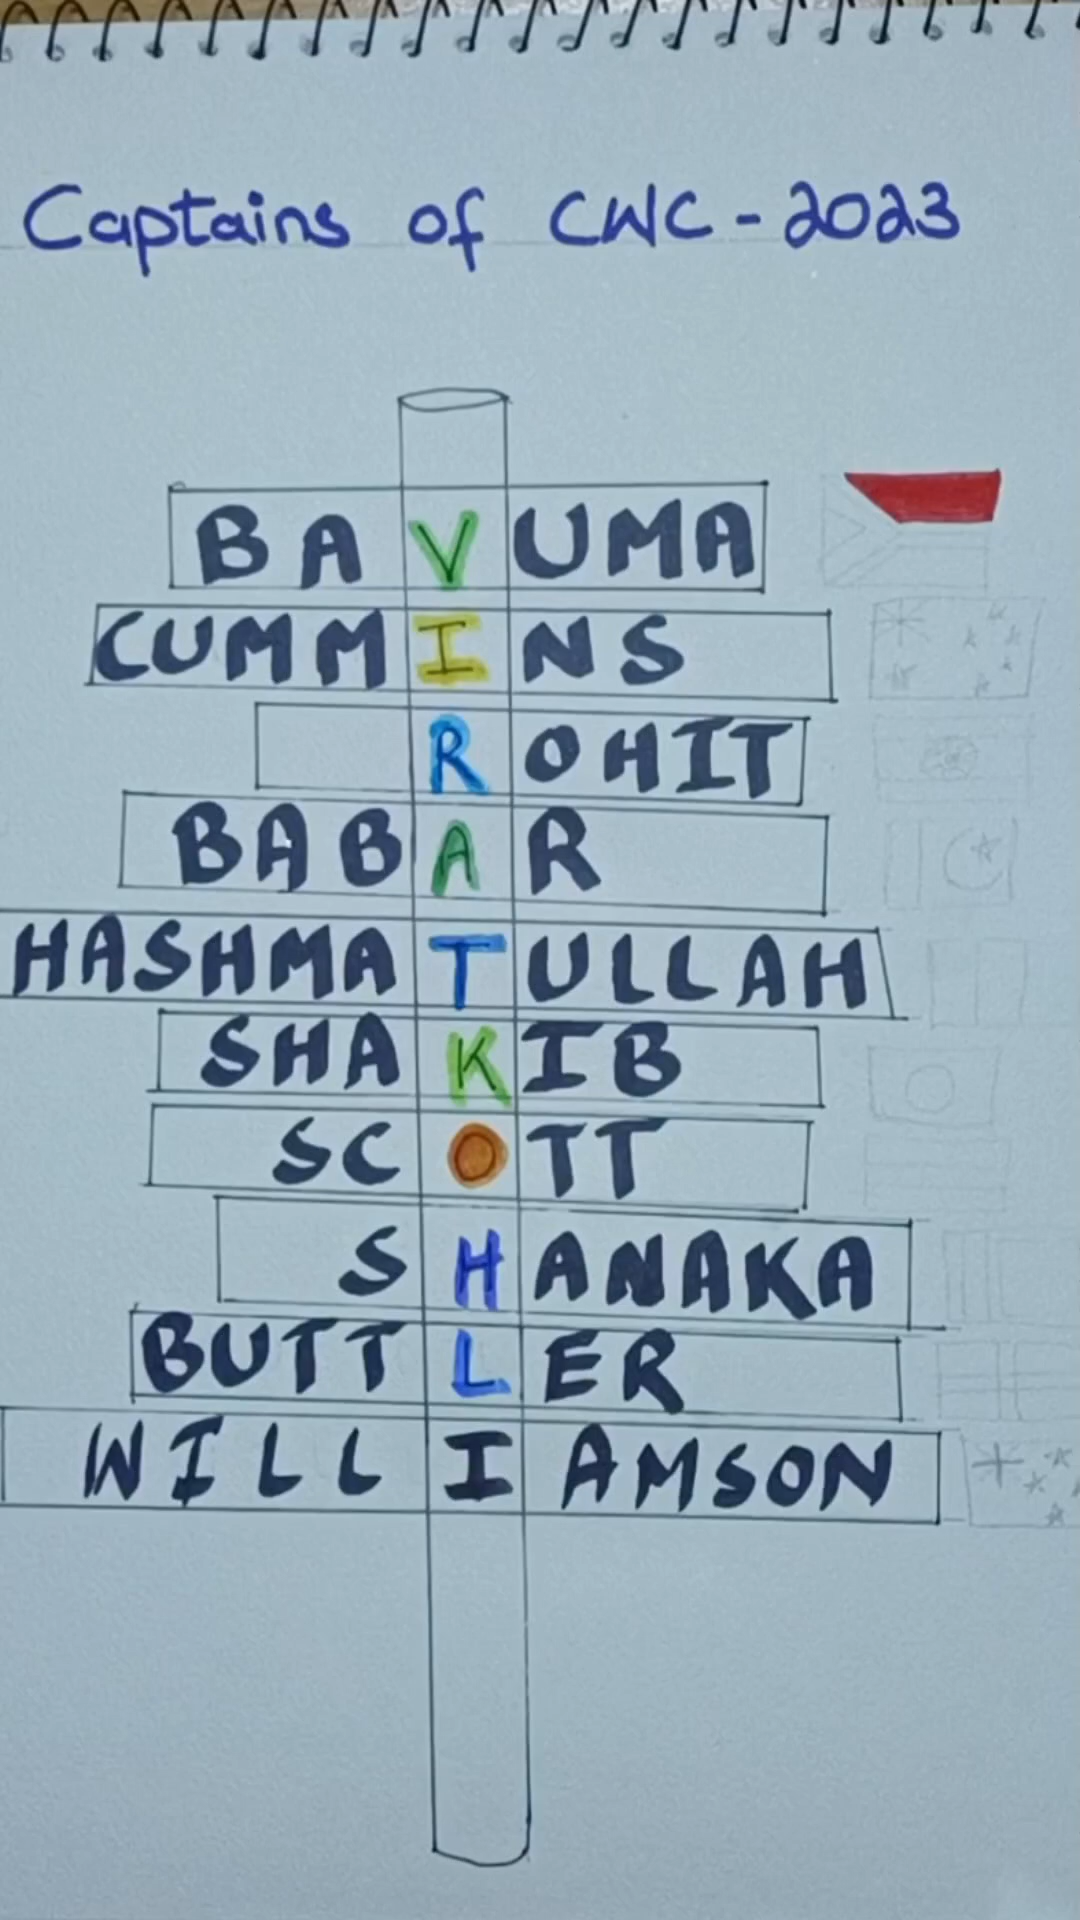 Captains of CWC - 2023
BAVUMA
CUMMINS
ROHIT
BABAR
HASHMATULLAH
SHAKIB
SCOTT
SHANAKA
BUTTLER
WILLIAMSON